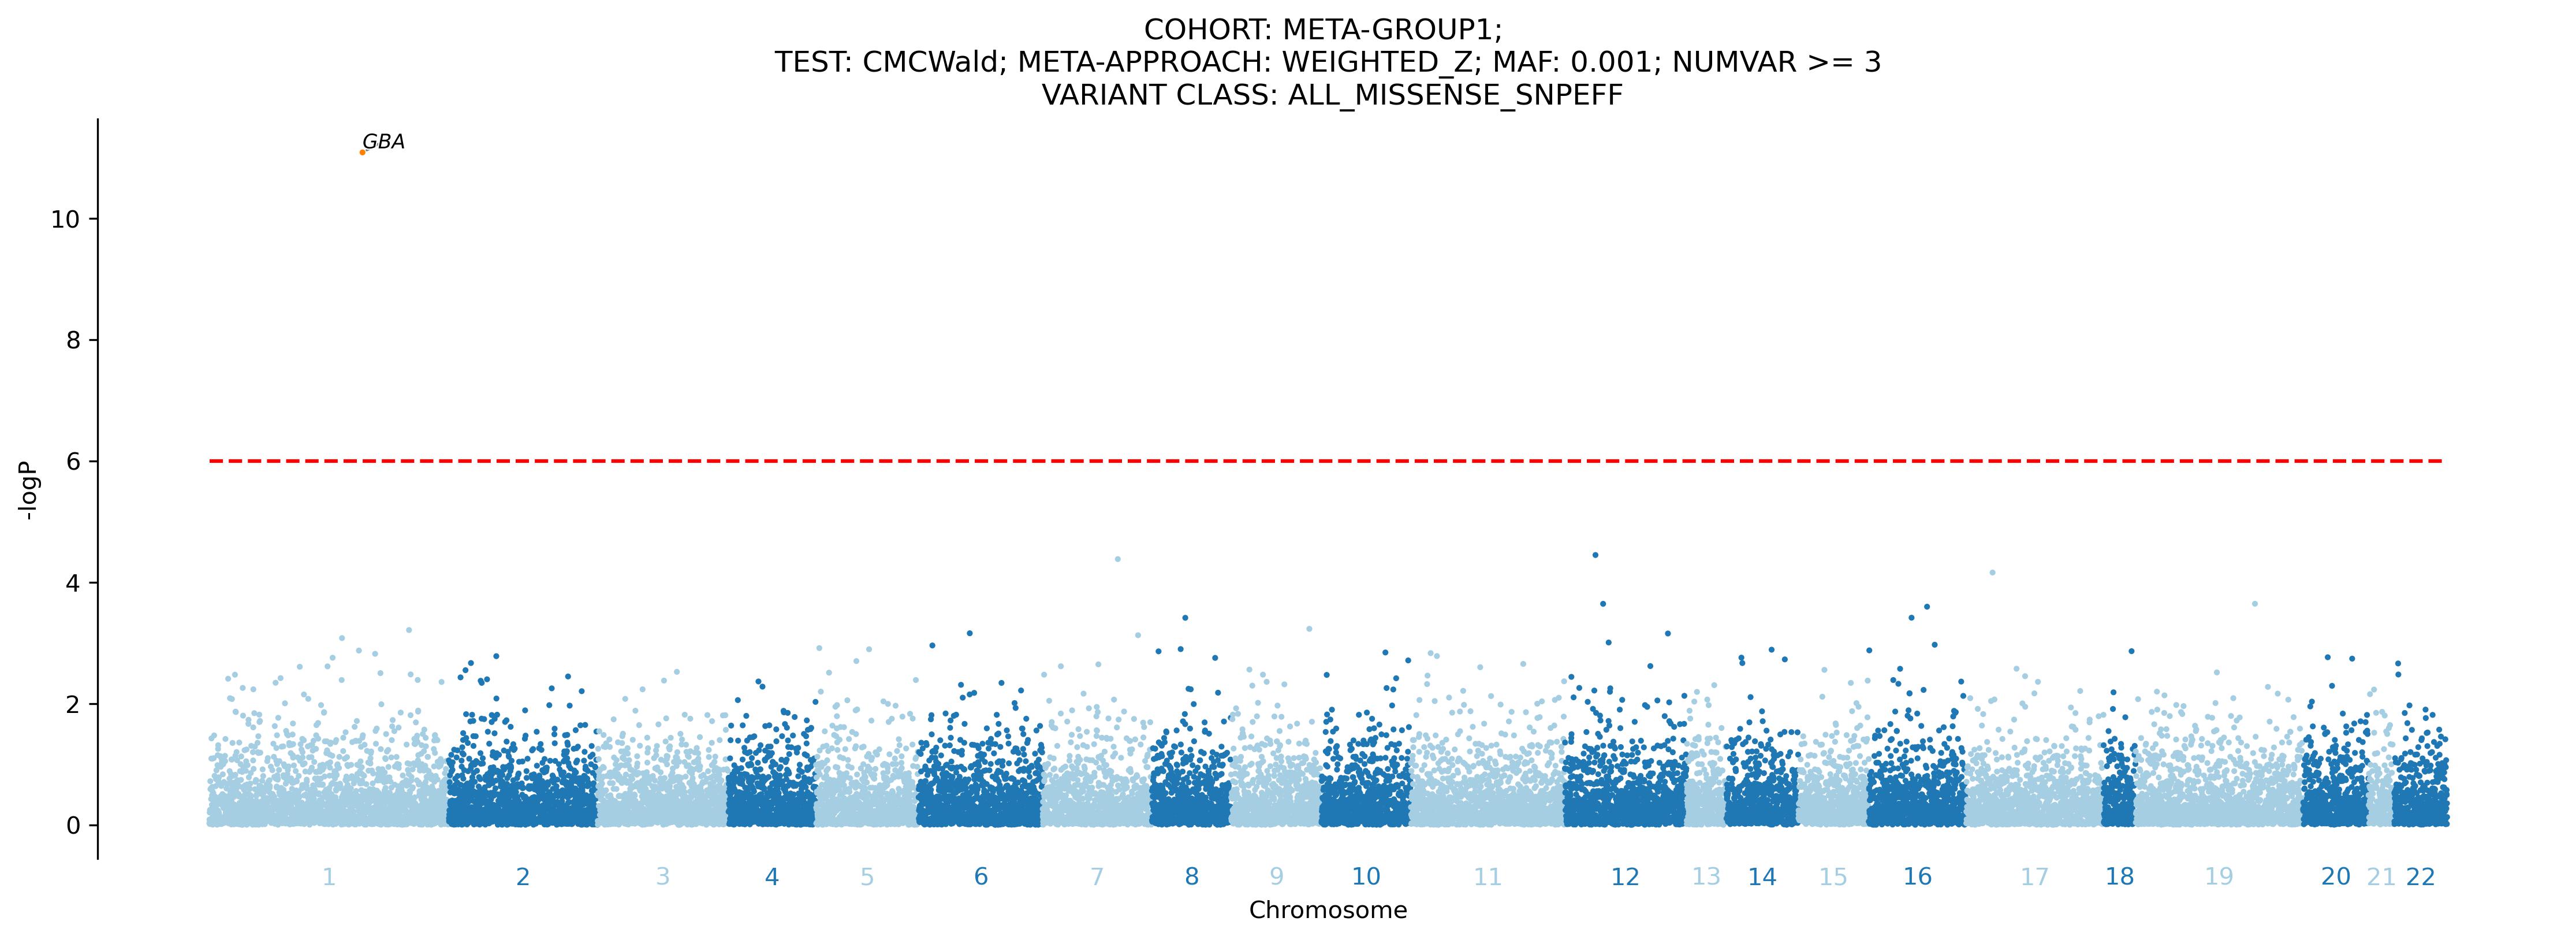 COHORT: META-GROUP1;
TEST: CMCWald; META-APPROACH: WEIGHTED_Z; MAF: 0.001; NUMVAR >= 3
VARIANT CLASS: ALL_MISSENSE_SNPEFF
GBA
10
8
6
4
2
0
-logP
1 2 3 4 5 6 7 8 9 10 11 12 13 14 15 16 17 18 19 20 21 22
Chromosome